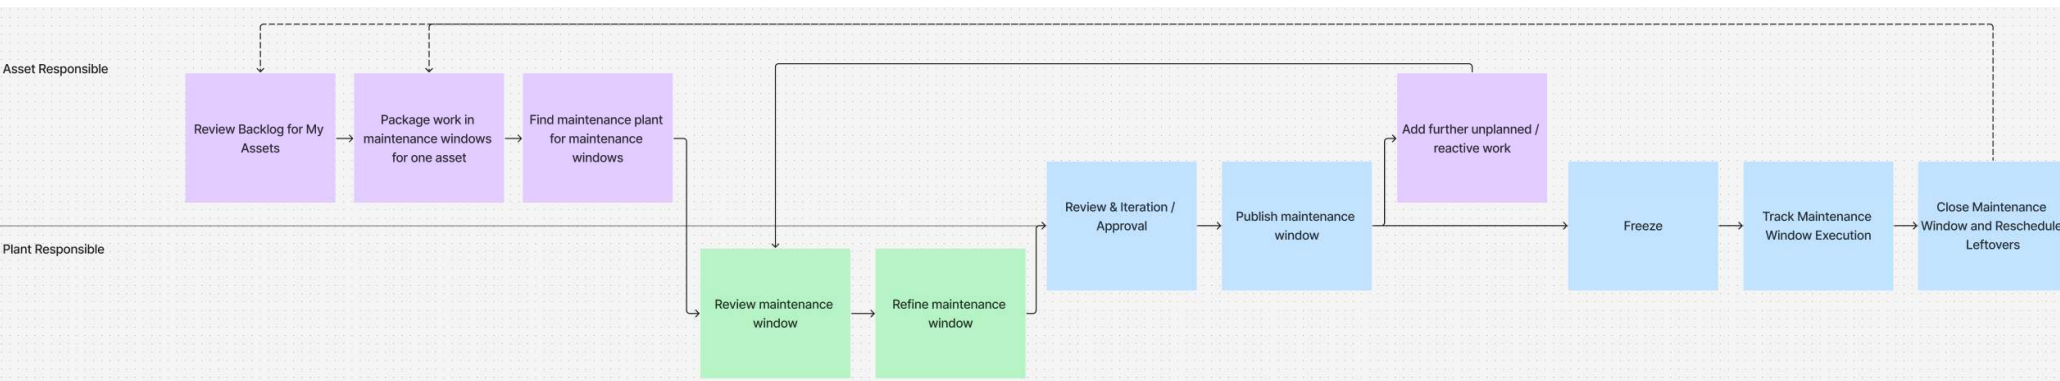 Asset Responsible
Review Backlog for My
Assets
Package work in
maintenance windows
for one asset
Find maintenance plant
for maintenance
windows
Add further unplanned /
reactive work
Plant Responsible
Review maintenance
window
Refine maintenance
window
Review & Iteration /
Approval
Publish maintenance
window
Freeze
Track Maintenance
Window Execution
Close Maintenance
Window and Reschedule
Leftovers